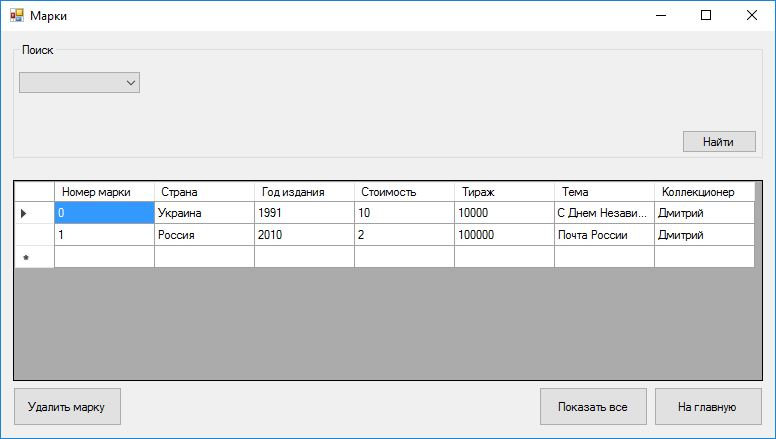 Марки
Поиск
Найти
Номер марки Страна Год издания Стоимость Тираж Тема Коллекционер
0 Украина 1991 10 10000 С Днем Незави... Дмитрий
1 Россия 2010 2 100000 Почта России Дмитрий
Удалить марку Показать все На главную